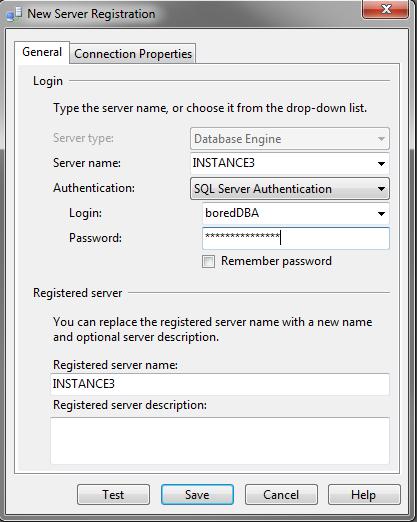 New Server Registration
General
Connection Properties
Login
Type the server name, or choose it from the drop-down list.
Server type:
Database Engine
Server name:
INSTANCE3
Authentication:
SQL Server Authentication
Login:
boredDBA
Password:
***************
Remember password
Registered server
You can replace the registered server name with a new name
and optional server description.
Registered server name:
INSTANCE3
Registered server description:
Test
Save
Cancel
Help